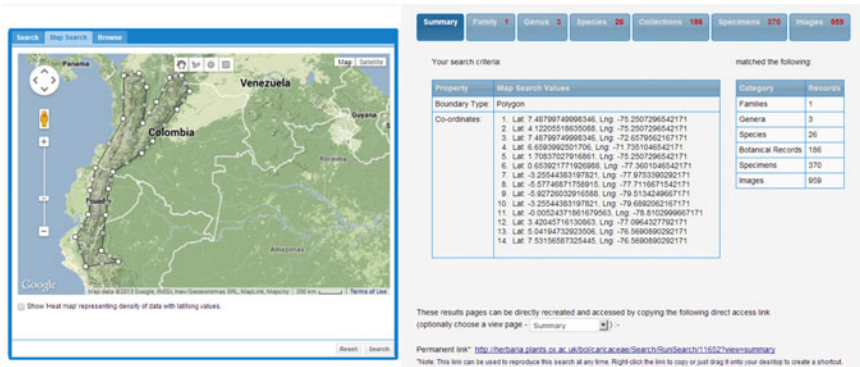 Search Map Search Browse
Map Satellite
Panama
Venezuela
Guyana
Colombia
Roraima
Ecuador
Amazonas
Google
Map data ©2013 Google, INEGI, Inav/Geosistemas SRL, MapLink, Mapcity 200 km Terms of Use
Show 'Heat map' representing density of data with lat/long values.
Reset Search
Summary Family 1 Genus 3 Species 26 Collections 186 Specimens 370 Images 959
Your search criteria:
Property Map Search Values
Boundary Type: Polygon
Co-ordinates: 1. Lat: 7.48799749998346, Lng: -75.2507296542171
2. Lat: 4.12205518635088, Lng: -75.2507296542171
3. Lat: 7.48799749998346, Lng: -72.6579562167171
4. Lat: 6.6593992501706, Lng: -71.7351046542171
5. Lat: 1.70837027916861, Lng: -75.2507296542171
6. Lat: 0.653921771926988, Lng: -77.3601046542171
7. Lat: -3.25544383197821, Lng: -77.9753390292171
8. Lat: -5.57746871758915, Lng: -77.7116671542171
9. Lat: -5.92726032916588, Lng: -79.5134249667171
10. Lat: -3.25544383197821, Lng: -79.6892062167171
11. Lat: -0.00524371861679563, Lng: -78.8102999667171
12. Lat: 3.42045716130863, Lng: -77.0964327792171
13. Lat: 5.04194732923506, Lng: -76.5690890292171
14. Lat: 7.53156587325445, Lng: -76.5690890292171
matched the following:
Category Records
Families 1
Genera 3
Species 26
Botanical Records 186
Specimens 370
Images 959
These results pages can be directly recreated and accessed by copying the following direct access link
(optionally choose a view page - Summary ) -
Permanent link*: http://herbaria.plants.ox.ac.uk/bol/caricaceae/Search/RunSearch/11652?view=summary
*Note: This link can be used to reproduce this search at any time. Right-click the link to copy or just drag it onto your desktop to create a shortcut.